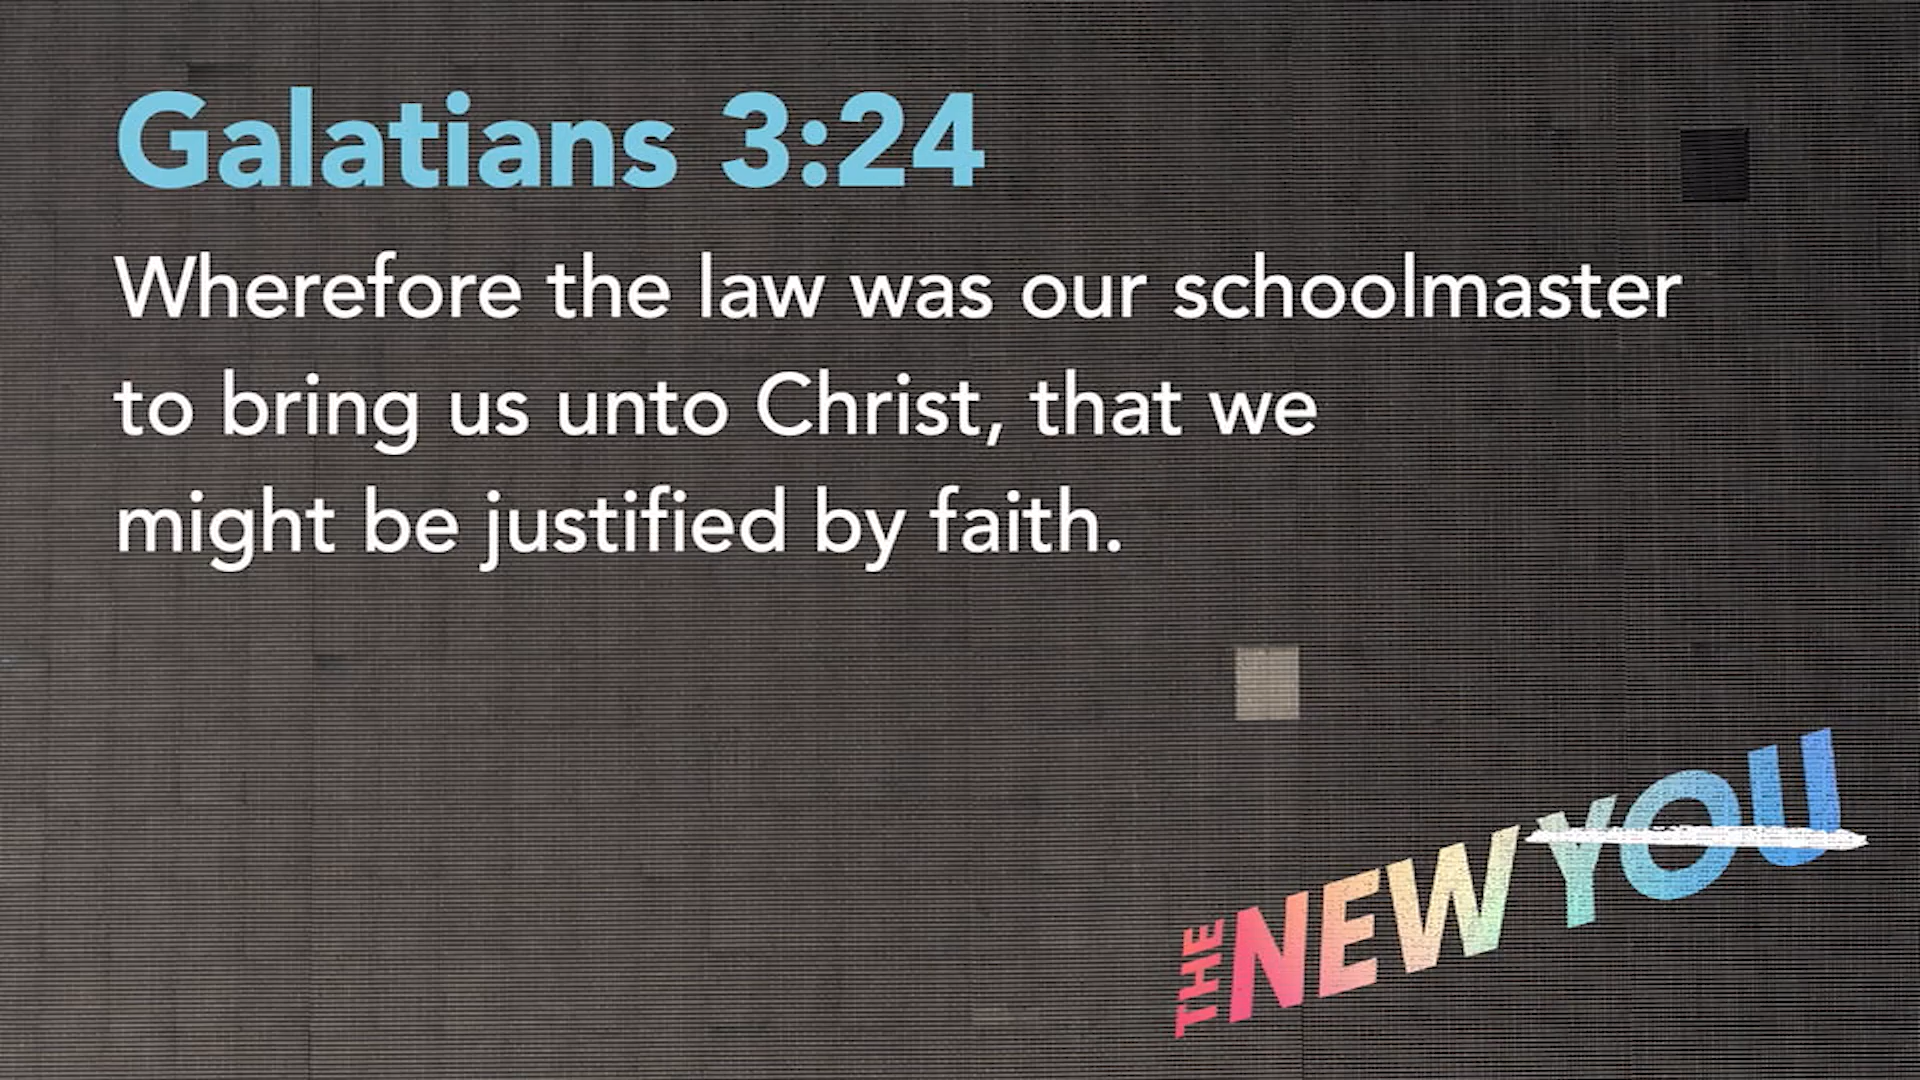 Galatians 3:24
Wherefore the law was our schoolmaster
to bring us unto Christ, that we
might be justified by faith.
THE NEW YOU